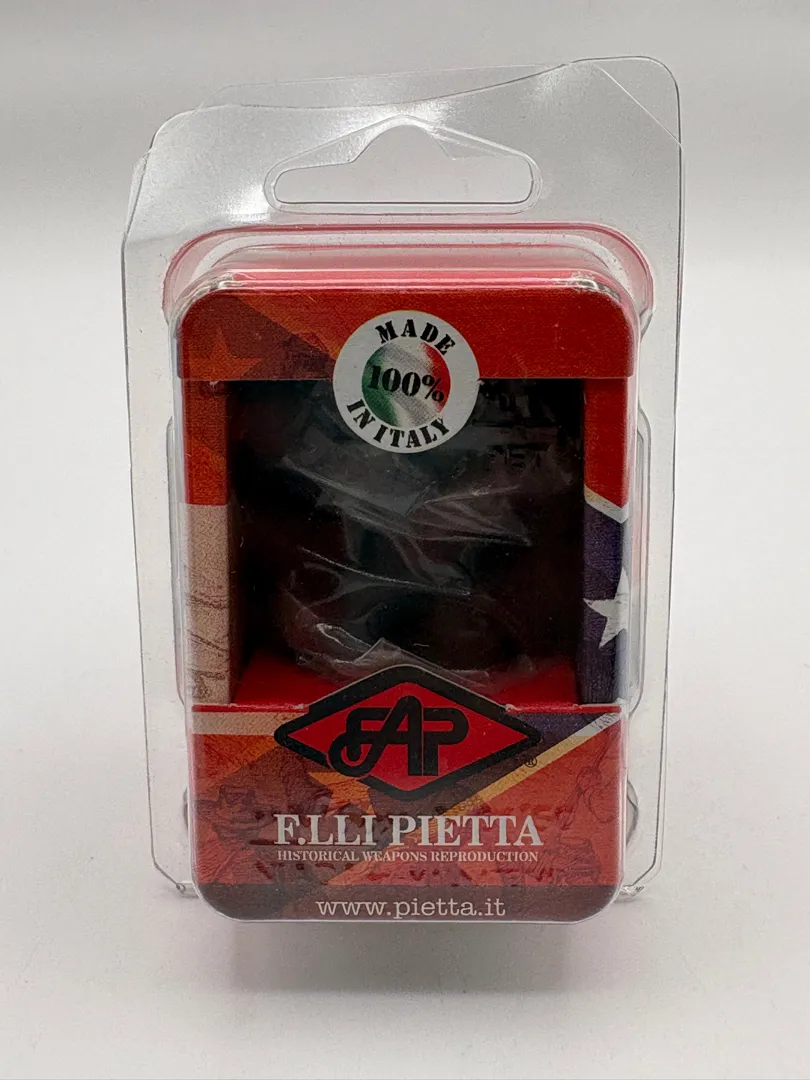 MADE
100%
IN ITALY
FAP
®
F.LLI PIETTA
HISTORICAL WEAPONS REPRODUCTION
www.pietta.it